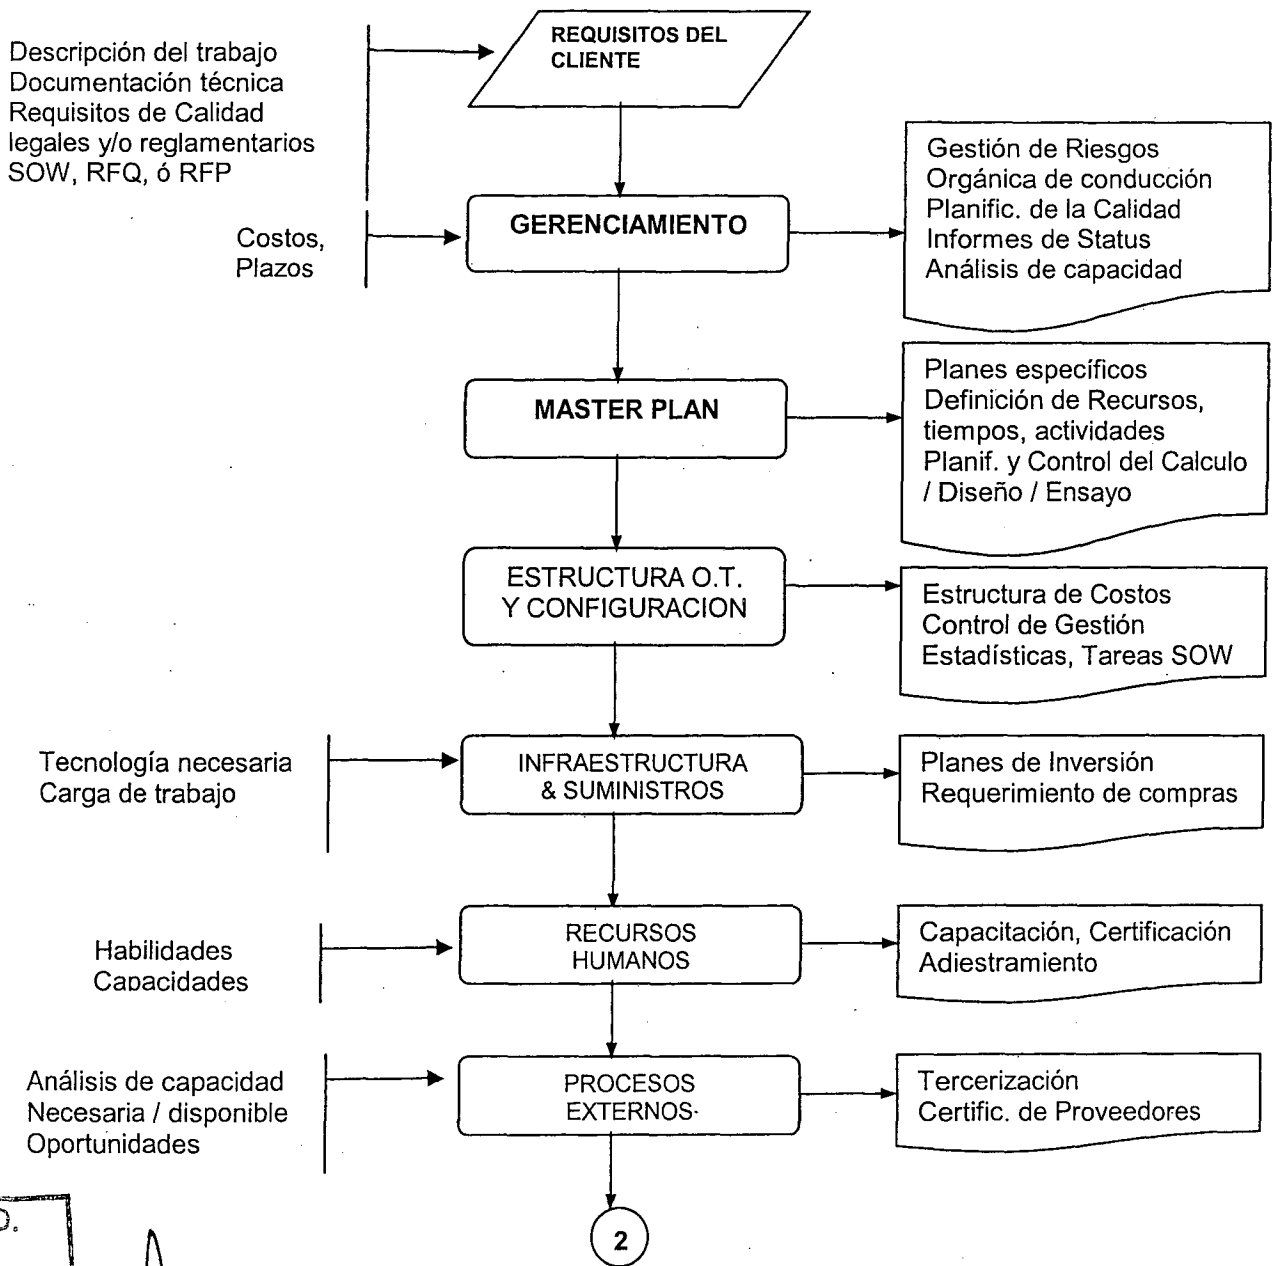 REQUISITOS DEL
CLIENTE
Descripción del trabajo
Documentación técnica
Requisitos de Calidad
legales y/o reglamentarios
SOW, RFQ, ó RFP
Costos,
Plazos
GERENCIAMIENTO
Gestión de Riesgos
Orgánica de conducción
Planific. de la Calidad
Informes de Status
Análisis de capacidad
MASTER PLAN
Planes específicos
Definición de Recursos,
tiempos, actividades
Planif. y Control del Calculo
/ Diseño / Ensayo
ESTRUCTURA O.T.
Y CONFIGURACION
Estructura de Costos
Control de Gestión
Estadísticas, Tareas SOW
Tecnología necesaria
Carga de trabajo
INFRAESTRUCTURA
& SUMINISTROS
Planes de Inversión
Requerimiento de compras
Habilidades
Capacidades
RECURSOS
HUMANOS
Capacitación, Certificación
Adiestramiento
Análisis de capacidad
Necesaria / disponible
Oportunidades
PROCESOS
EXTERNOS
Tercerización
Certific. de Proveedores
2